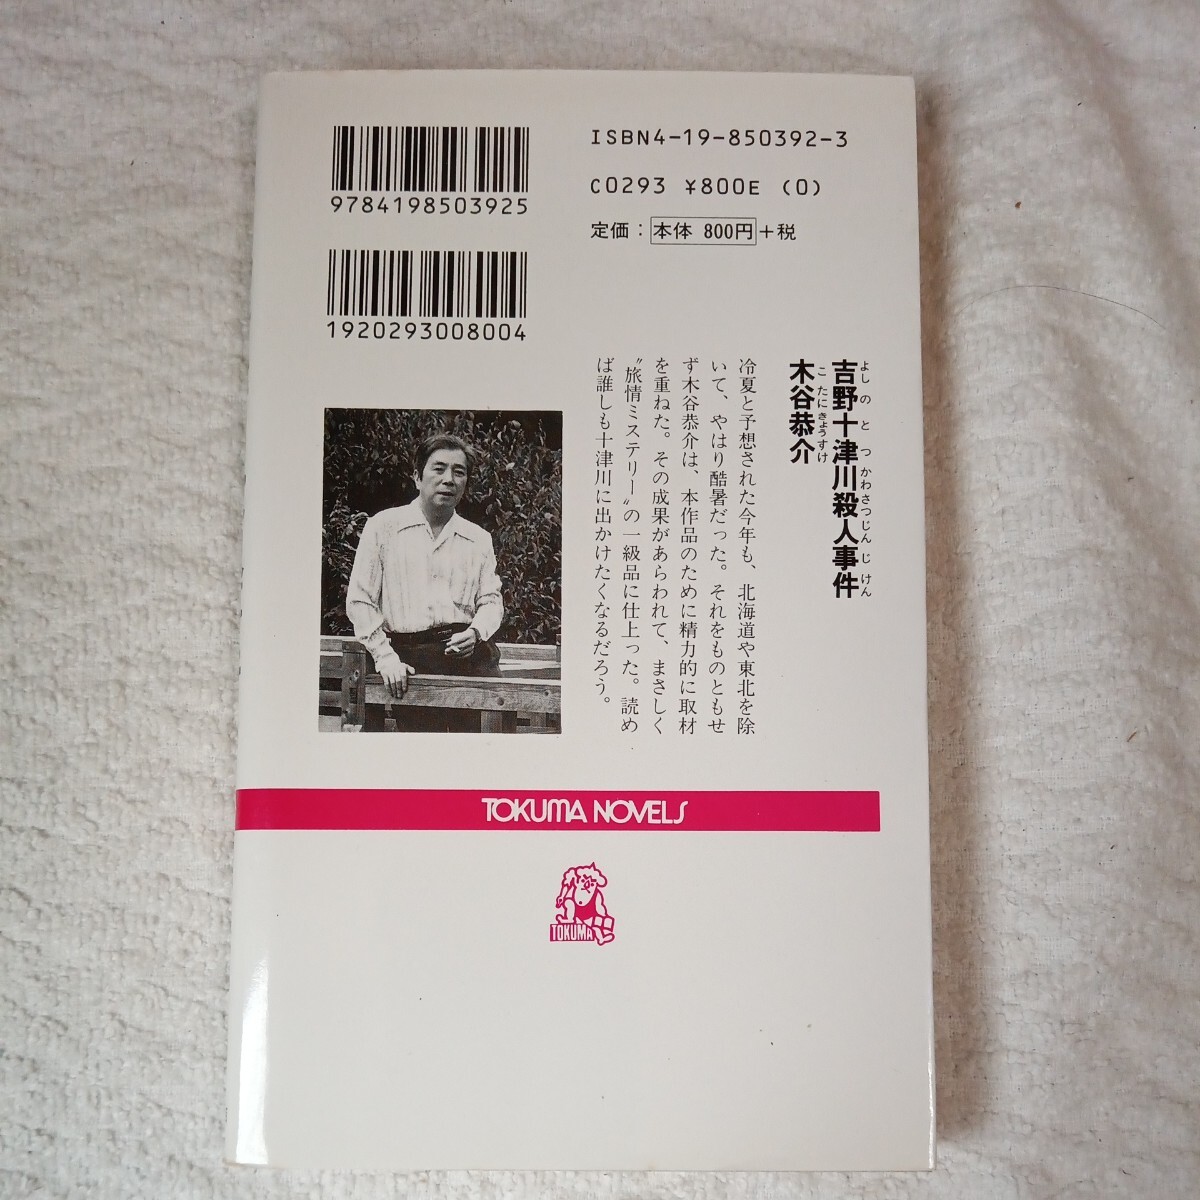 ISBN4-19-850392-3
9784198503925
C0293 ¥800E (0)
定価：本体 800円＋税
1920293008004
吉野十津川殺人事件
よしのとつかわさつじんじけん
木谷恭介
こたにきょうすけ
冷夏と予想された今年も、北海道や東北を除
いて、やはり酷暑だった。それをものともせ
ず木谷恭介は、本作品のために精力的に取材
を重ねた。その成果があらわれて、まさしく
〝旅情ミステリー〟の一級品に仕上った。読め
ば誰しも十津川に出かけたくなるだろう。
TOKUMA NOVELS
TOKUMA